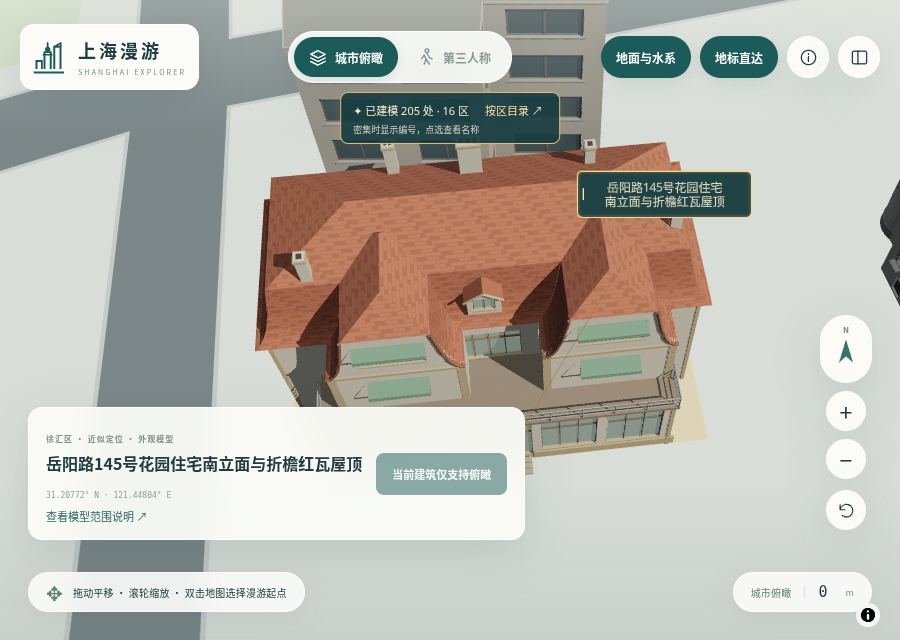 上海漫游
SHANGHAI EXPLORER
城市俯瞰
第三人称
地面与水系
地标直达
✦ 已建模 205 处 · 16 区 按区目录 ↗
密集时显示编号，点选查看名称
岳阳路145号花园住宅
南立面与折檐红瓦屋顶
N
+
−
徐汇区 · 近似定位 · 外观模型
岳阳路145号花园住宅南立面与折檐红瓦屋顶
当前建筑仅支持俯瞰
31.20772° N · 121.44804° E
查看模型范围说明 ↗
拖动平移 · 滚轮缩放 · 双击地图选择漫游起点
城市俯瞰 0 m